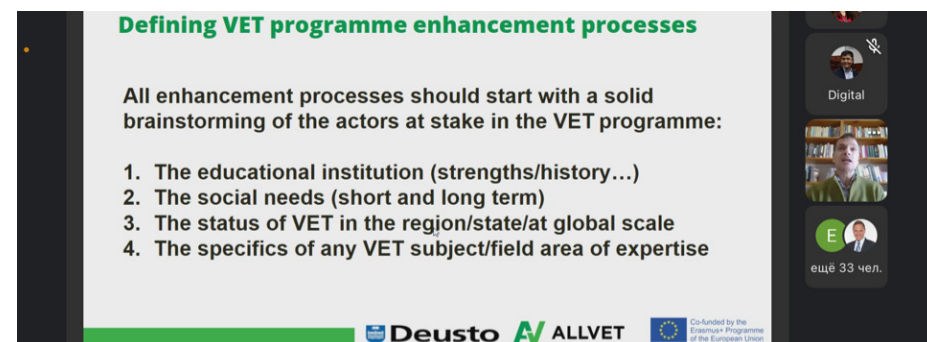 Defining VET programme enhancement processes
All enhancement processes should start with a solid
brainstorming of the actors at stake in the VET programme:
1. The educational institution (strengths/history…)
2. The social needs (short and long term)
3. The status of VET in the region/state/at global scale
4. The specifics of any VET subject/field area of expertise
Deusto
ALLVET
Co-funded by the
Erasmus+ Programme
of the European Union
Digital
E
ещё 33 чел.